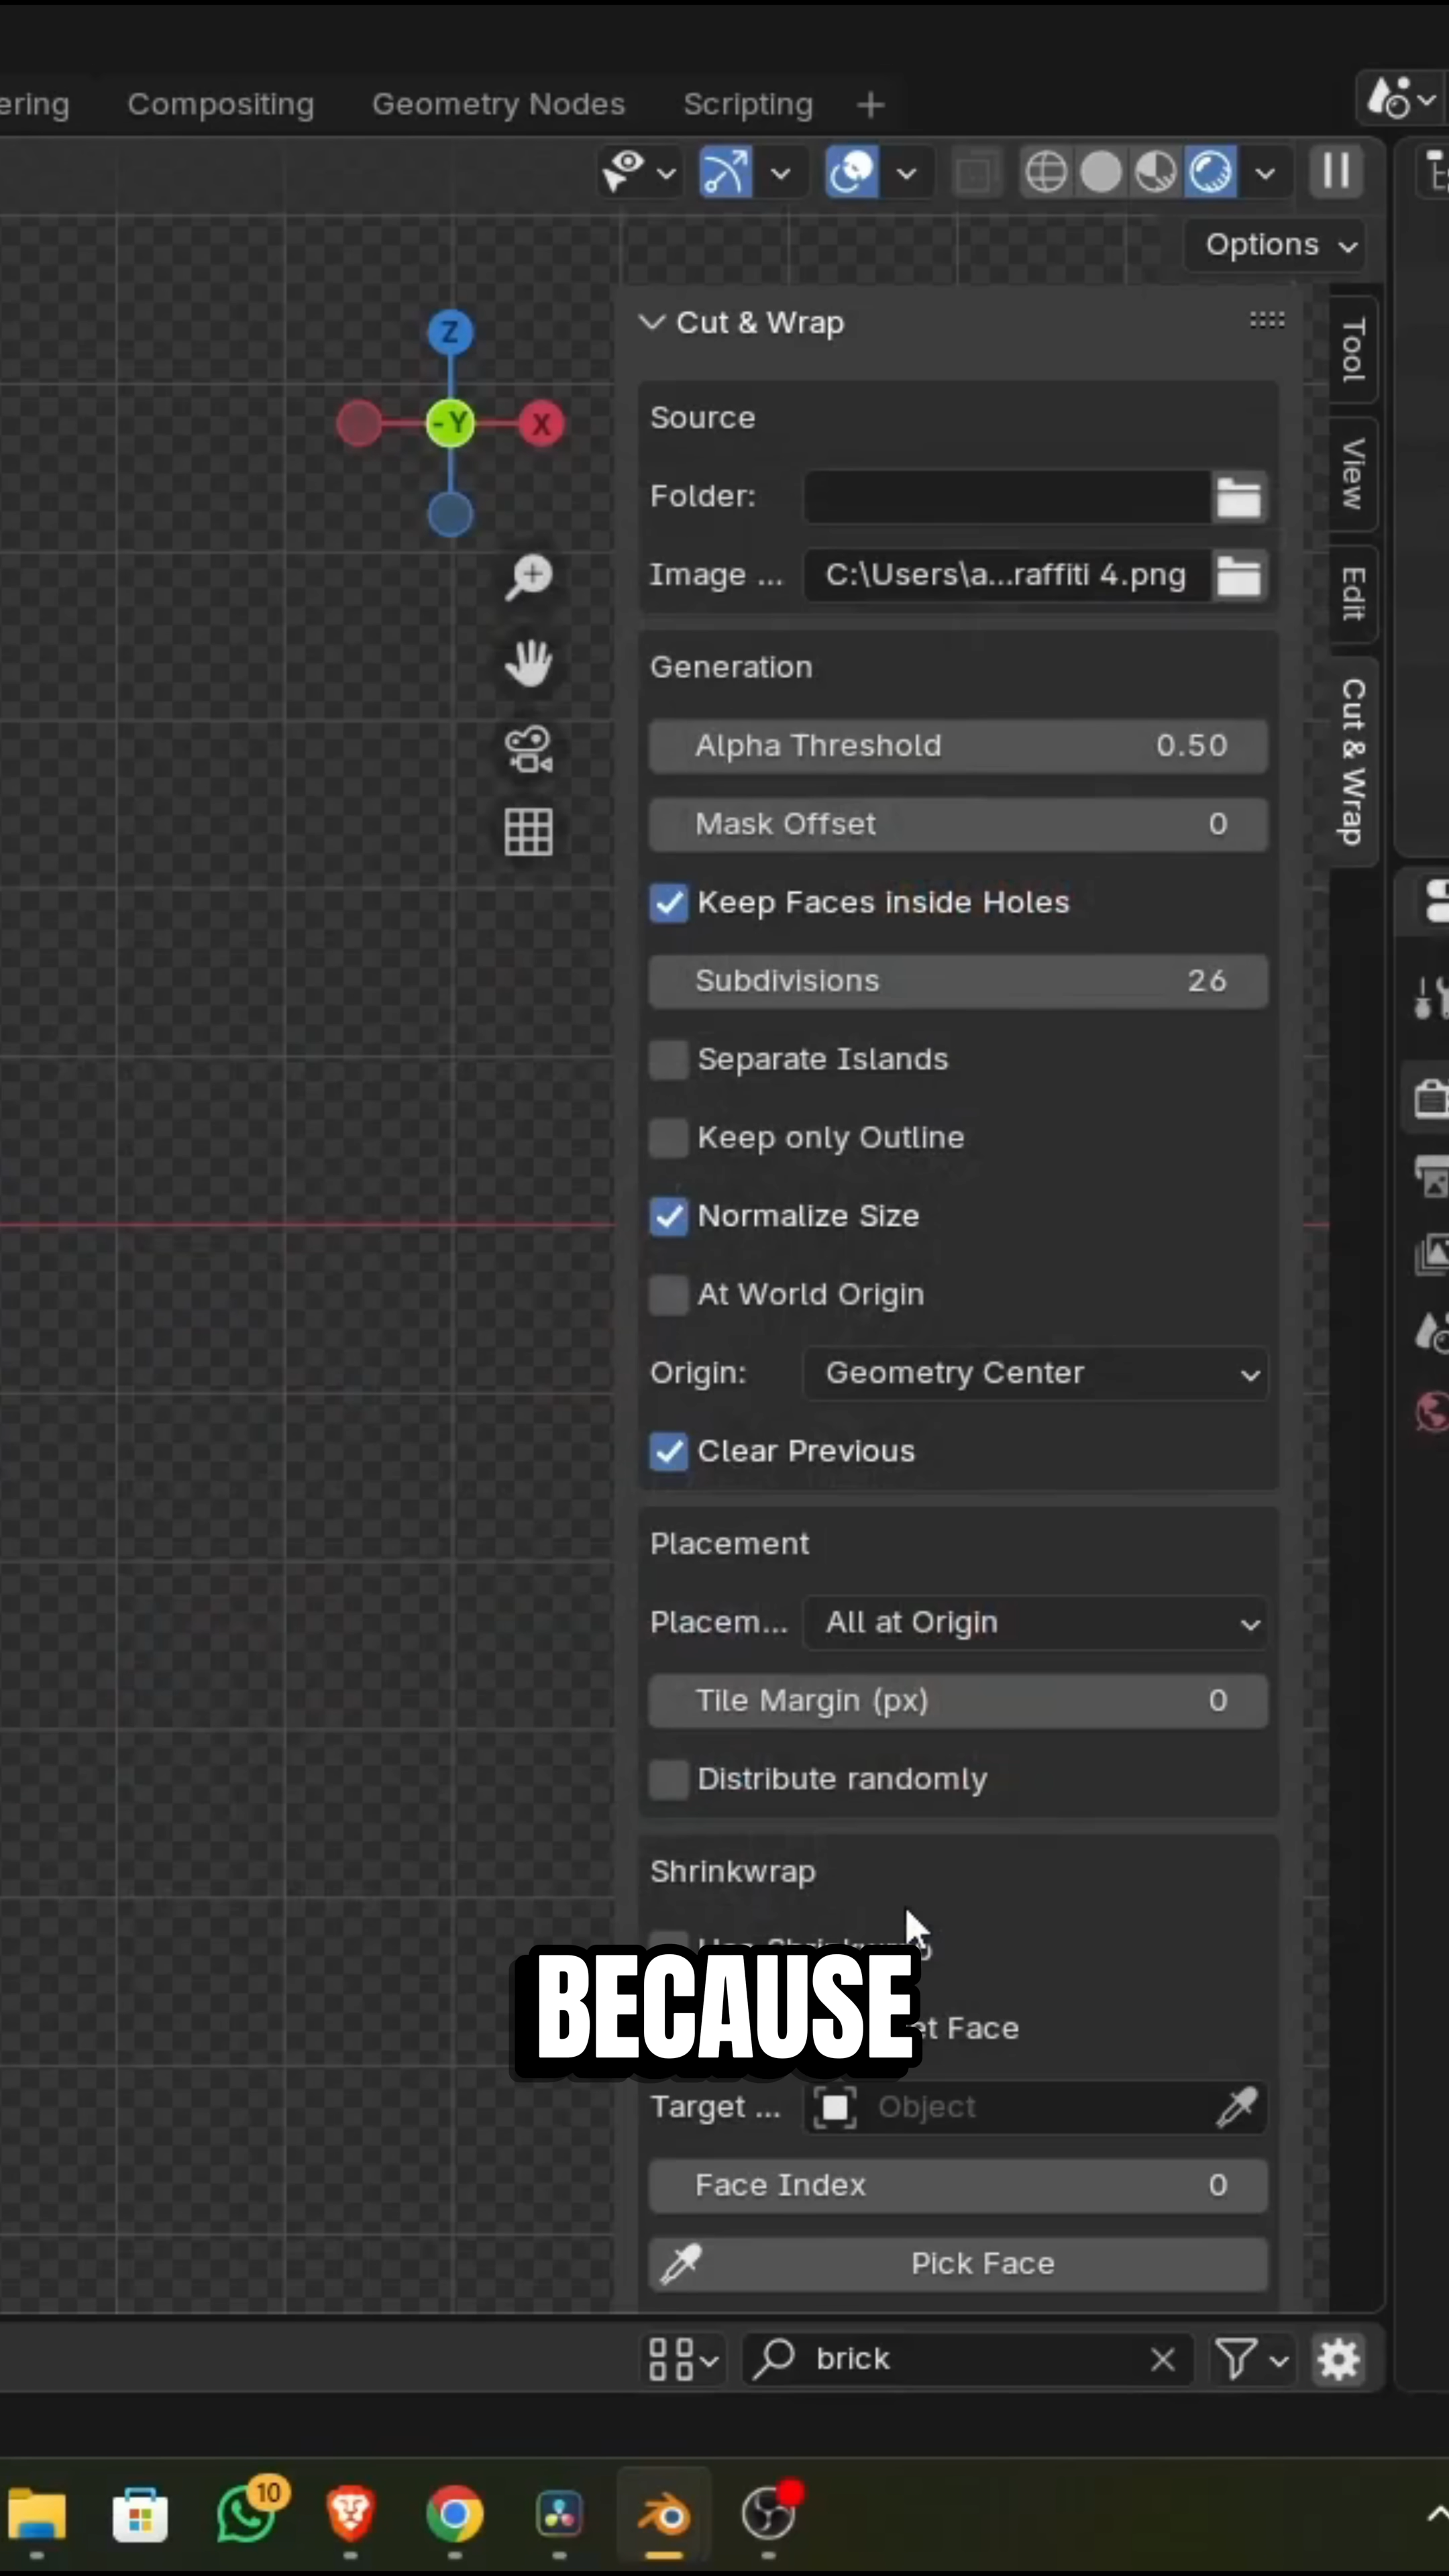 ering Compositing Geometry Nodes Scripting +
Options
Z
-Y X
Cut & Wrap
Tool
View
Edit
Cut & Wrap
Source
Folder:
Image ... C:\Users\a...raffiti 4.png
Generation
Alpha Threshold 0.50
Mask Offset 0
Keep Faces inside Holes
Subdivisions 26
Separate Islands
Keep only Outline
Normalize Size
At World Origin
Origin: Geometry Center
Clear Previous
Placement
Placem... All at Origin
Tile Margin (px) 0
Distribute randomly
Shrinkwrap
BECAUSE
et Face
Target ... Object
Face Index 0
Pick Face
brick
10